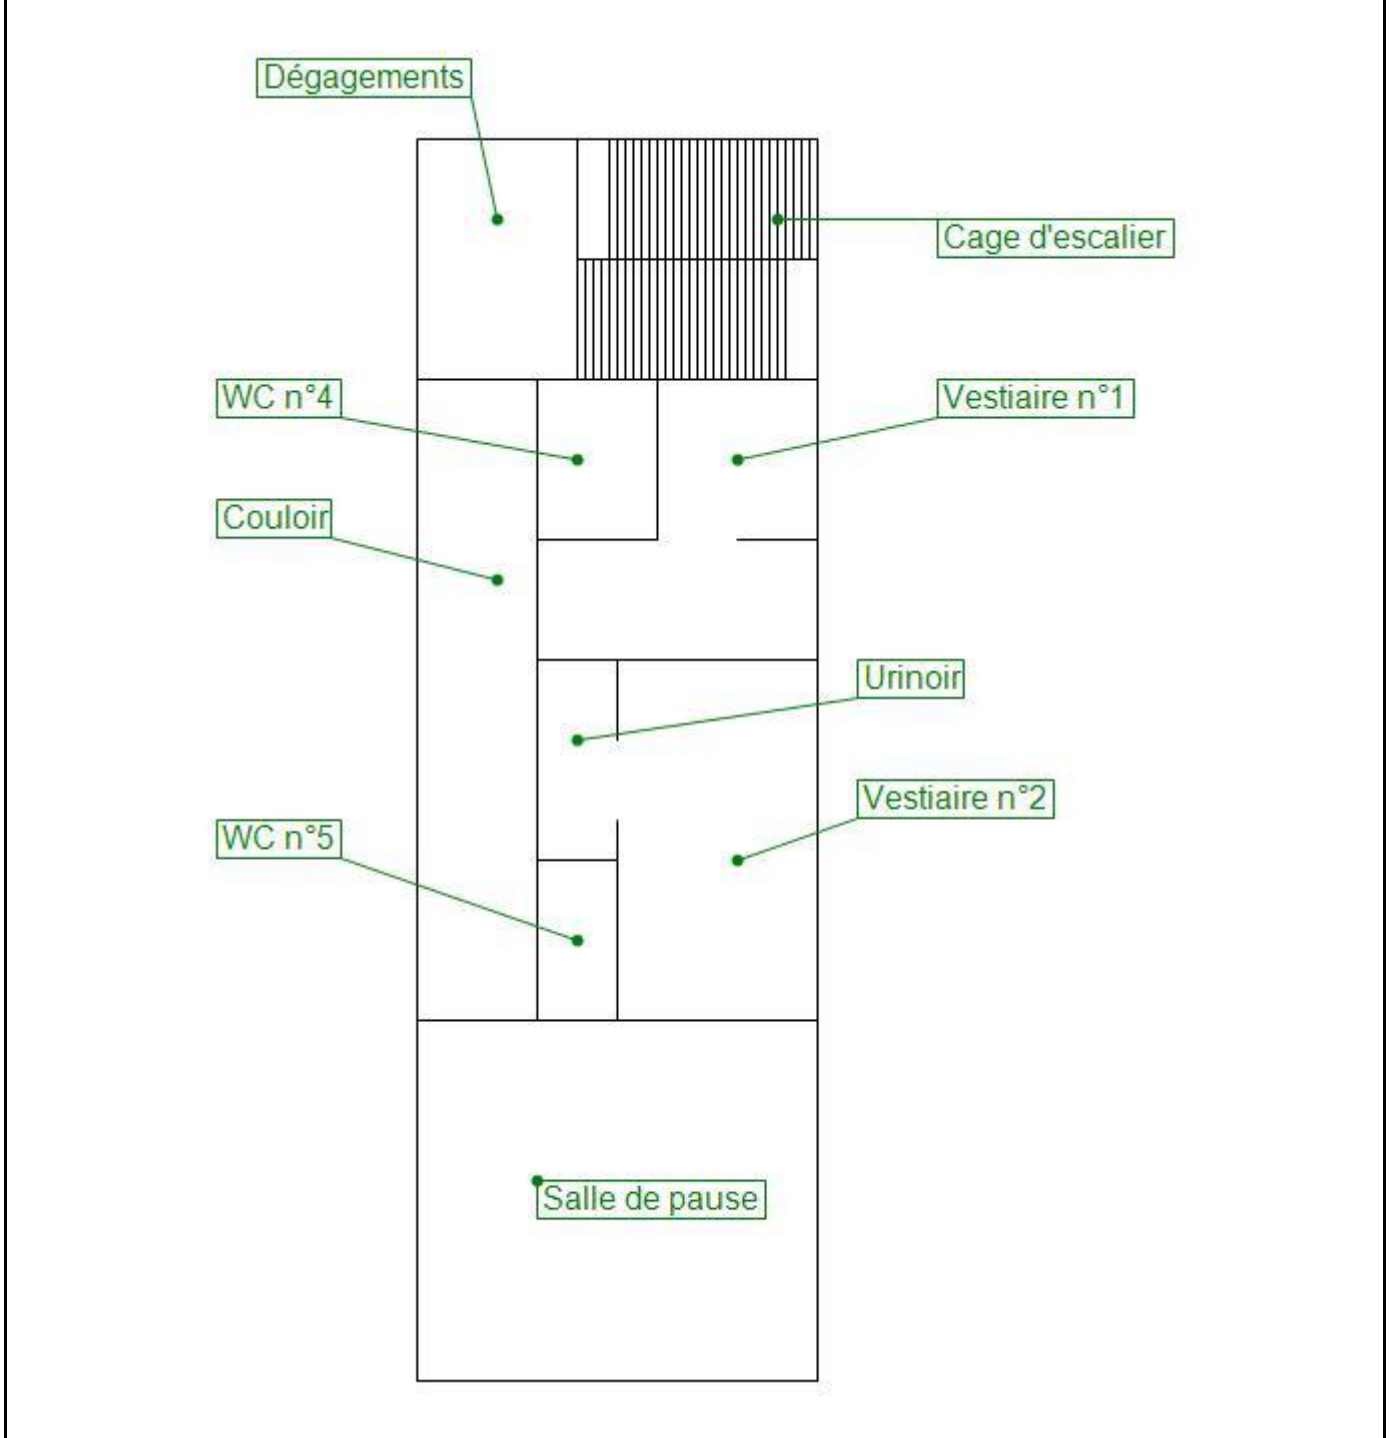 Dégagements
Cage d'escalier
WC n°4
Vestiaire n°1
Couloir
Urinoir
Vestiaire n°2
WC n°5
Salle de pause